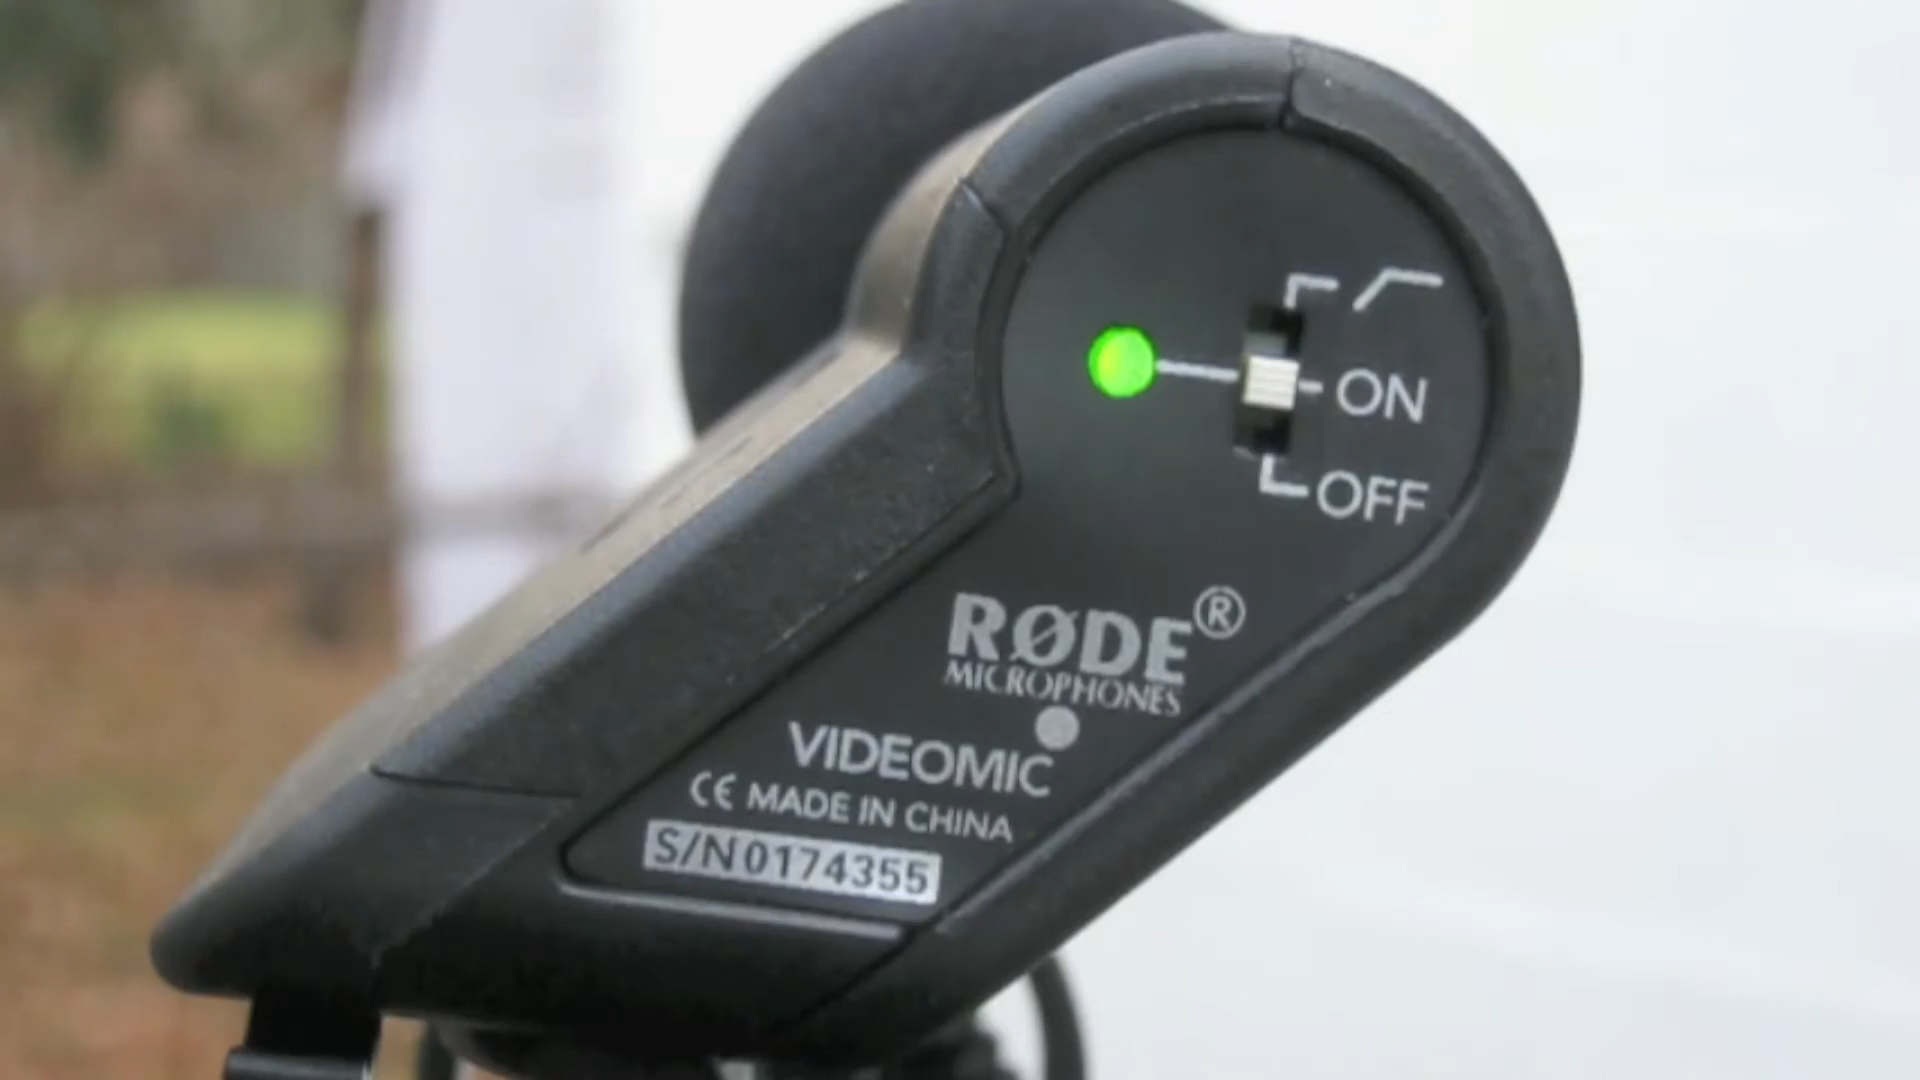 ON
OFF
RØDE®
MICROPHONES
VIDEOMIC
CE MADE IN CHINA
S/N0174355